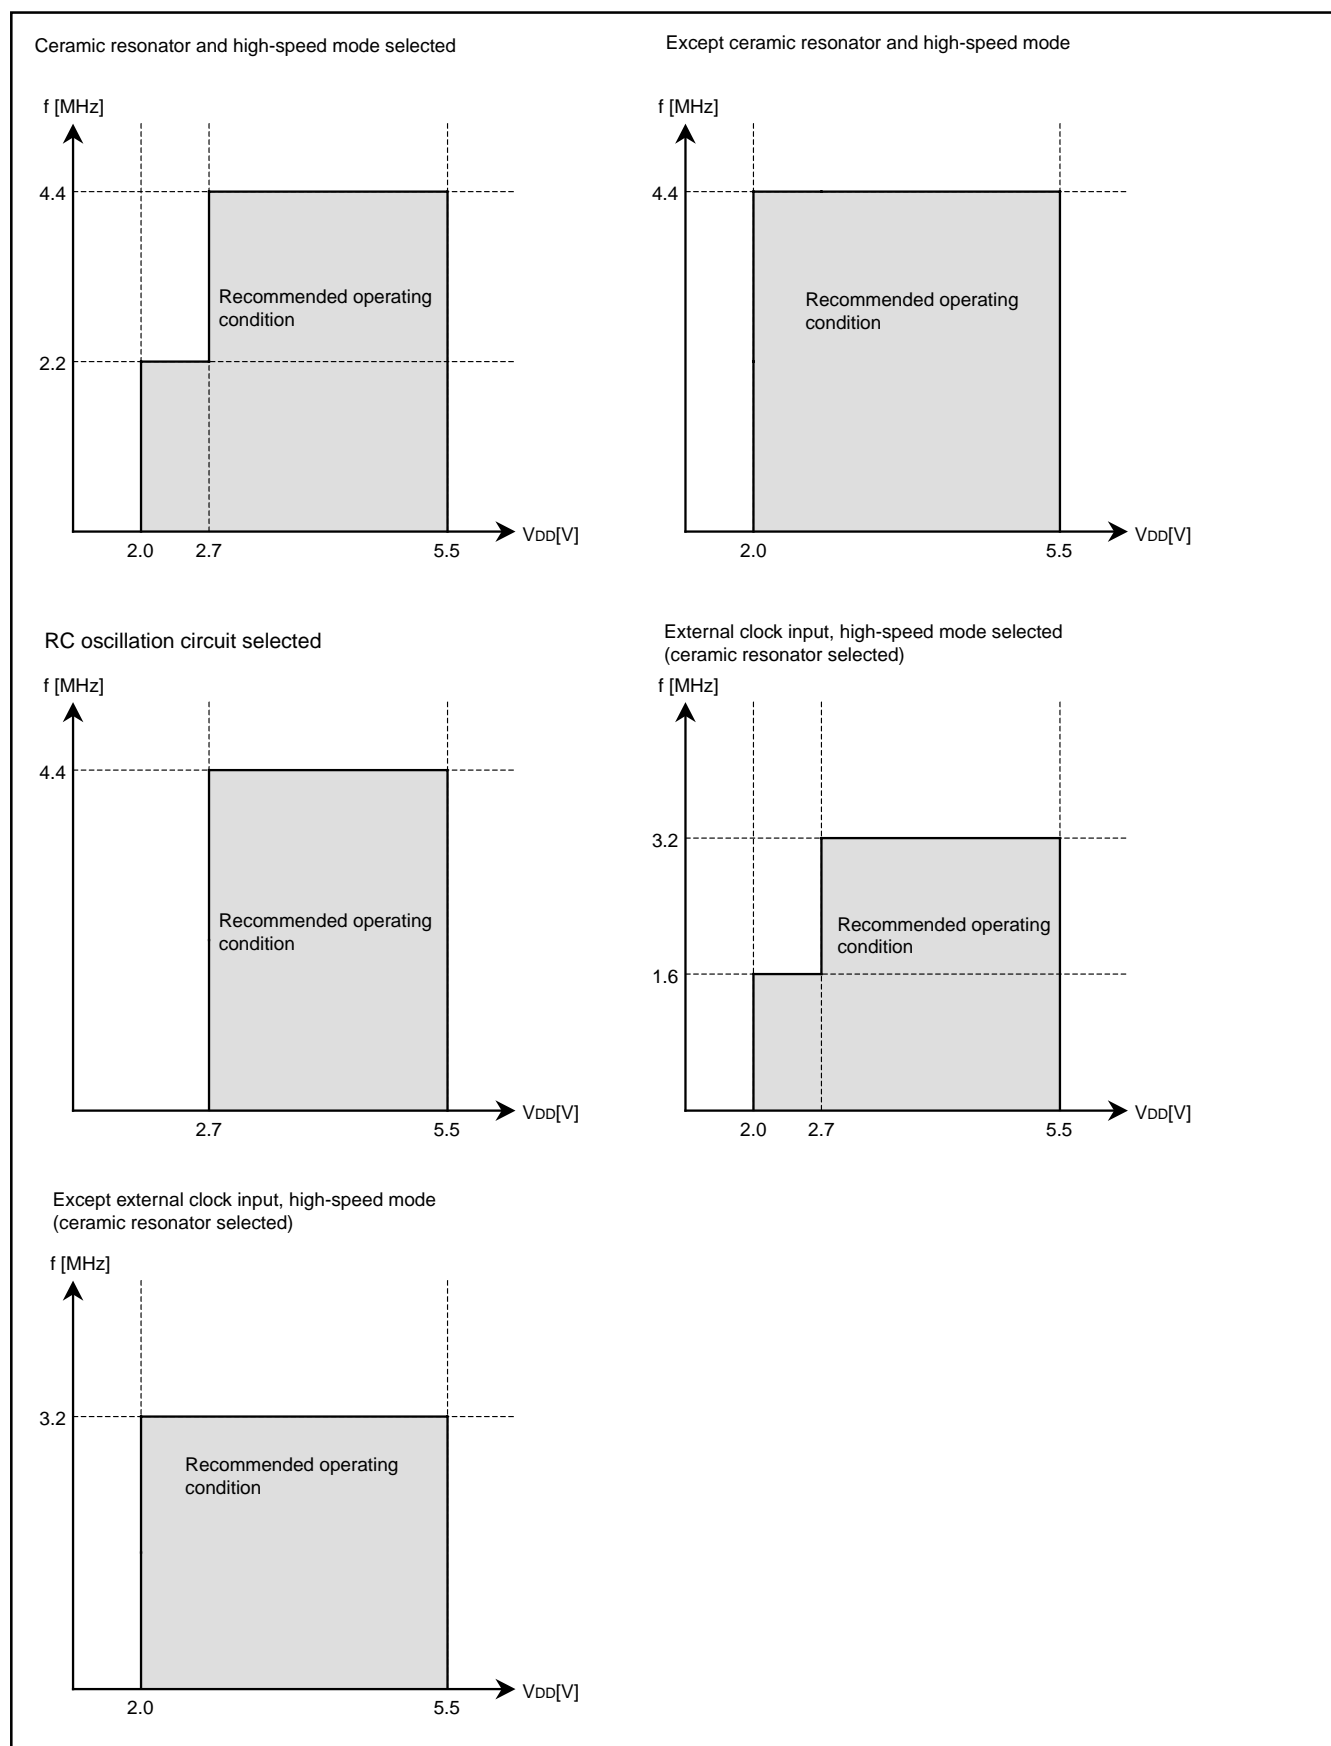 Ceramic resonator and high-speed mode selected
f [MHz]
4.4
2.2
Recommended operating
condition
2.0
2.7
5.5
VDD[V]
Except ceramic resonator and high-speed mode
f [MHz]
4.4
Recommended operating
condition
2.0
5.5
VDD[V]
RC oscillation circuit selected
f [MHz]
4.4
Recommended operating
condition
2.7
5.5
VDD[V]
External clock input, high-speed mode selected
(ceramic resonator selected)
f [MHz]
3.2
1.6
Recommended operating
condition
2.0
2.7
5.5
VDD[V]
Except external clock input, high-speed mode
(ceramic resonator selected)
f [MHz]
3.2
Recommended operating
condition
2.0
5.5
VDD[V]